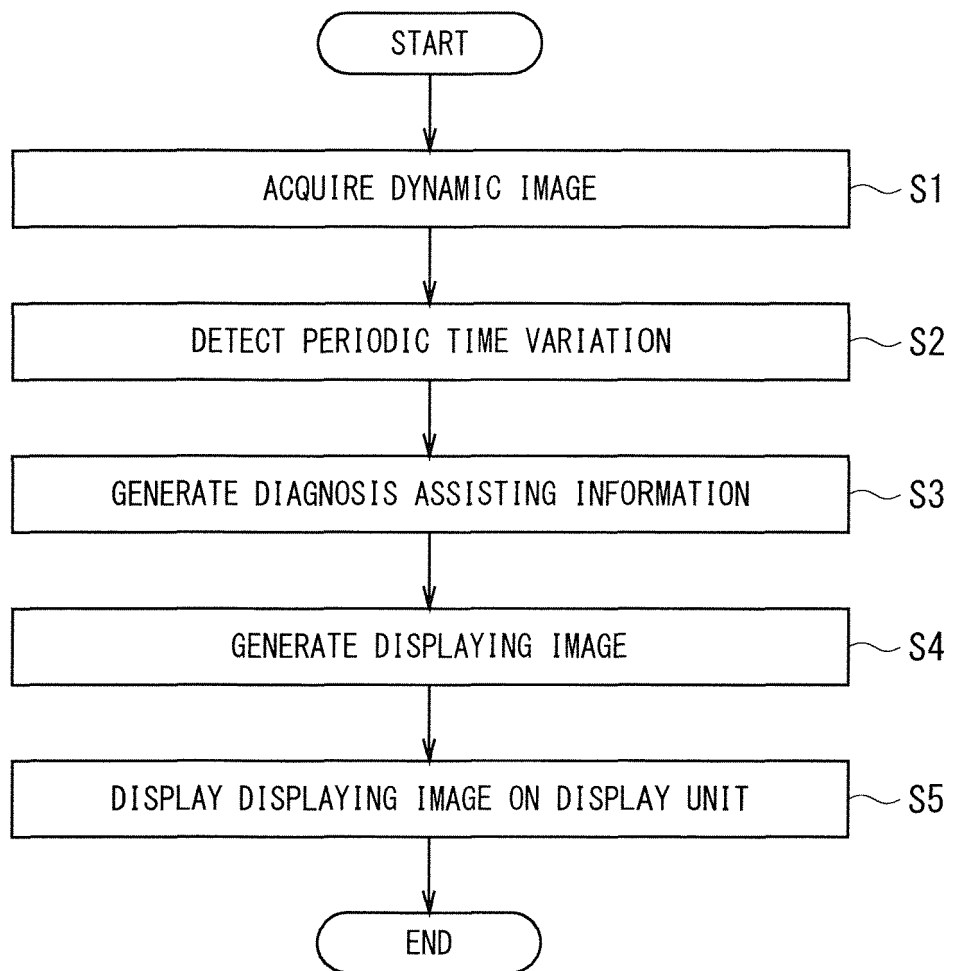 START
ACQUIRE DYNAMIC IMAGE
S1
DETECT PERIODIC TIME VARIATION
S2
GENERATE DIAGNOSIS ASSISTING INFORMATION
S3
GENERATE DISPLAYING IMAGE
S4
DISPLAY DISPLAYING IMAGE ON DISPLAY UNIT
S5
END